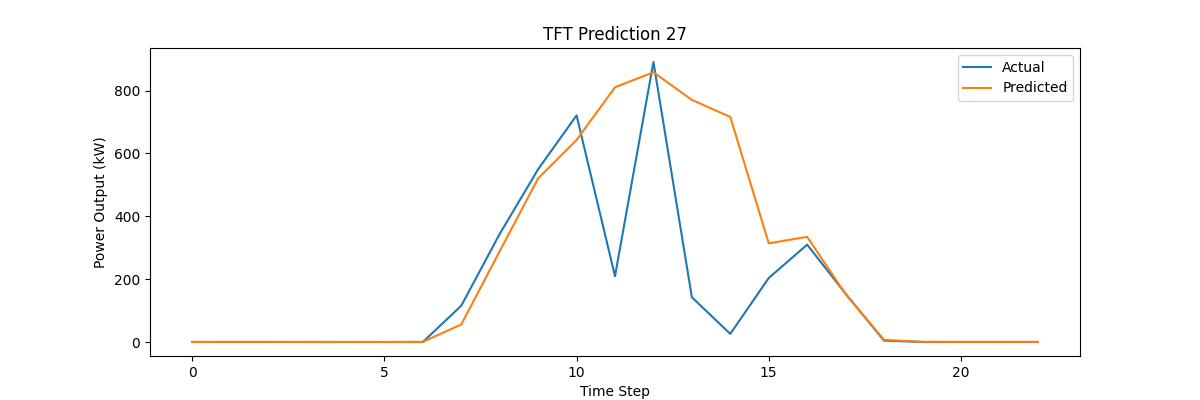 TFT Prediction 27
Actual
Predicted
Power Output (kW)
800
600
400
200
0
0 5 10 15 20
Time Step